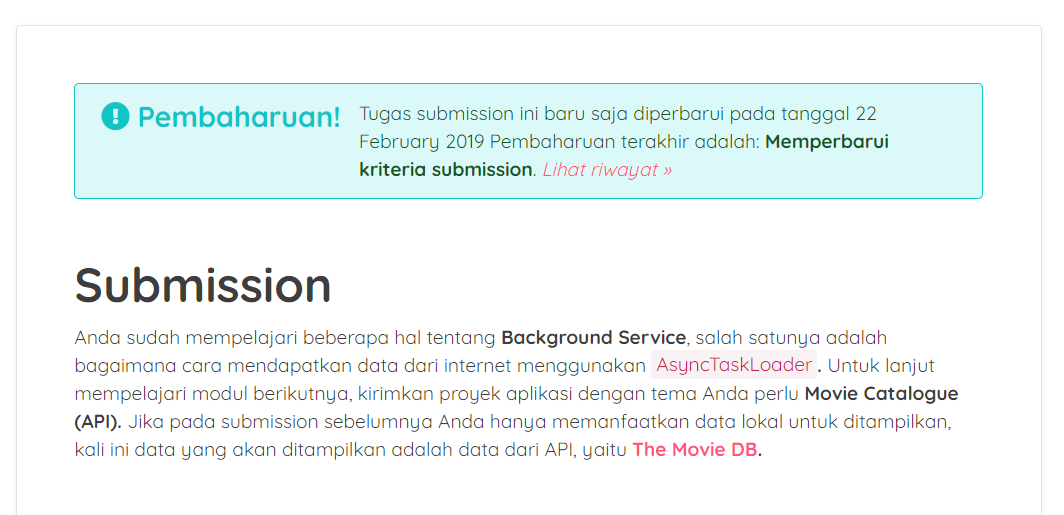 Pembaharuan!
Tugas submission ini baru saja diperbarui pada tanggal 22
February 2019 Pembaharuan terakhir adalah: Memperbarui
kriteria submission. Lihat riwayat »
Submission
Anda sudah mempelajari beberapa hal tentang Background Service, salah satunya adalah
bagaimana cara mendapatkan data dari internet menggunakan AsyncTaskLoader. Untuk lanjut
mempelajari modul berikutnya, kirimkan proyek aplikasi dengan tema Anda perlu Movie Catalogue
(API). Jika pada submission sebelumnya Anda hanya memanfaatkan data lokal untuk ditampilkan,
kali ini data yang akan ditampilkan adalah data dari API, yaitu The Movie DB.